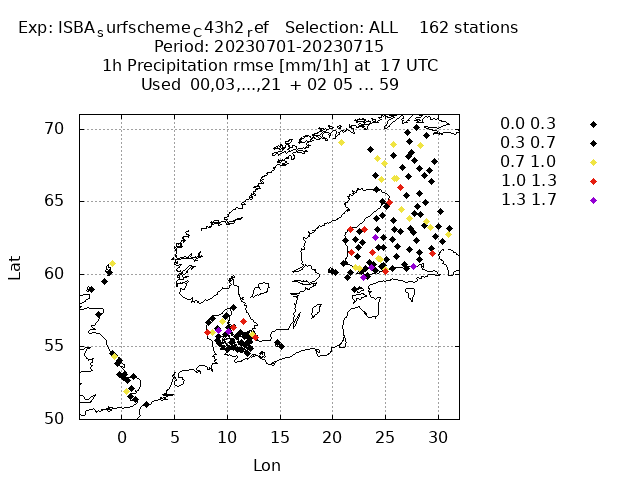 Exp: ISBAsurfschemeC43h2ref   Selection: ALL    162 stations
Period: 20230701-20230715
1h Precipitation rmse [mm/1h] at  17 UTC
Used  00,03,...,21  + 02 05 ... 59
70
65
60
55
50
0 5 10 15 20 25 30
Lat
Lon
0.0 0.3
0.3 0.7
0.7 1.0
1.0 1.3
1.3 1.7